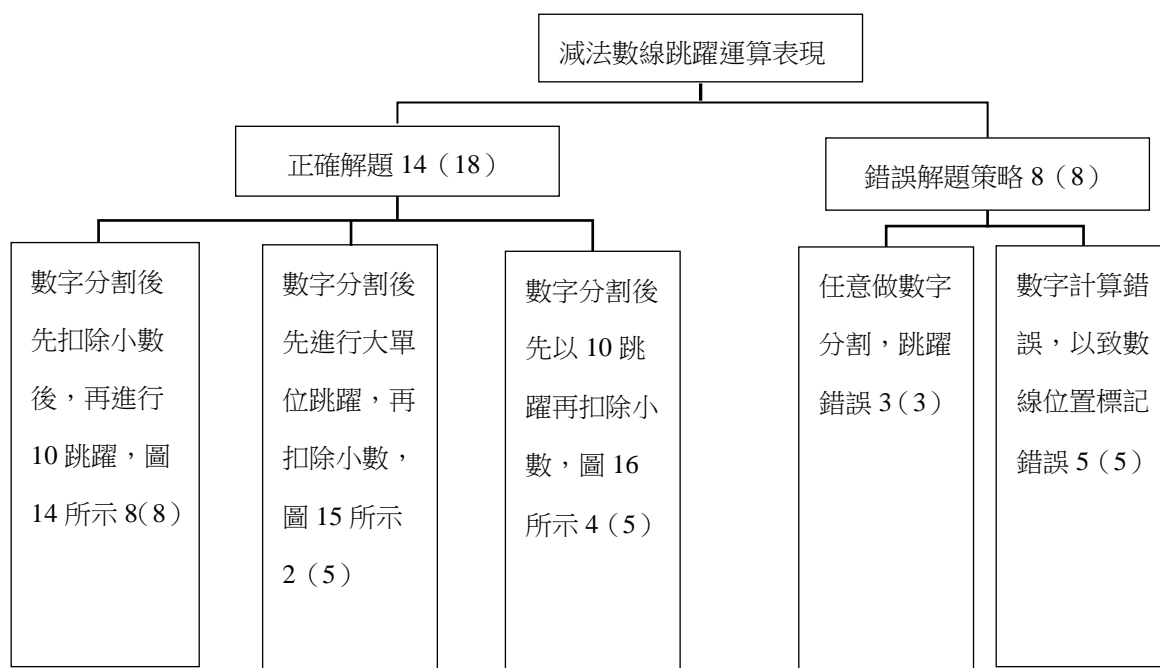 減法數線跳躍運算表現
正確解題 14（18）
錯誤解題策略 8（8）
數字分割後
先扣除小數
後，再進行
10 跳躍，圖
14 所示 8(8)
數字分割後
先進行大單
位跳躍，再
扣除小數，
圖 15 所示
2（5）
數字分割後
先以 10 跳
躍再扣除小
數，圖 16
所示 4（5）
任意做數字
分割，跳躍
錯誤 3（3）
數字計算錯
誤，以致數
線位置標記
錯誤 5（5）